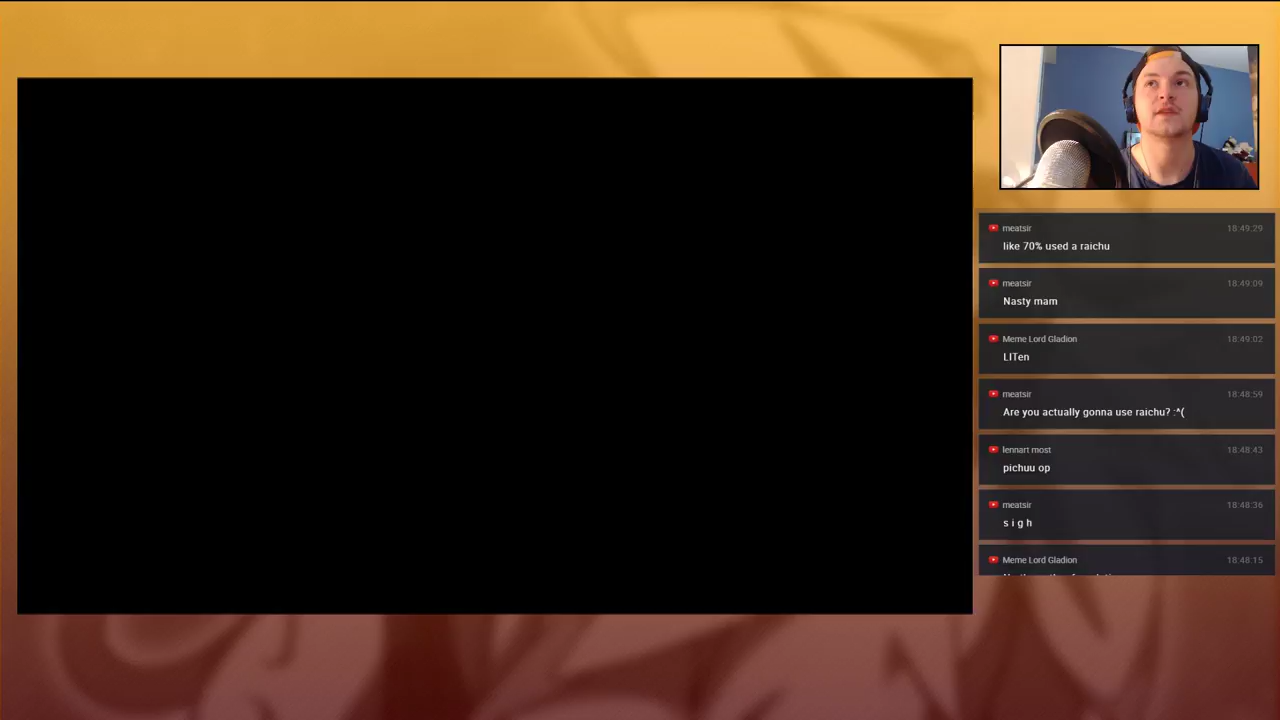 meatsir 18:49:29
like 70% used a raichu
meatsir 18:49:09
Nasty mam
Meme Lord Gladion 18:49:02
LITen
meatsir 18:48:59
Are you actually gonna use raichu? :^(
lennart most 18:48:43
pichuu op
meatsir 18:48:36
s i g h
Meme Lord Gladion 18:48:15